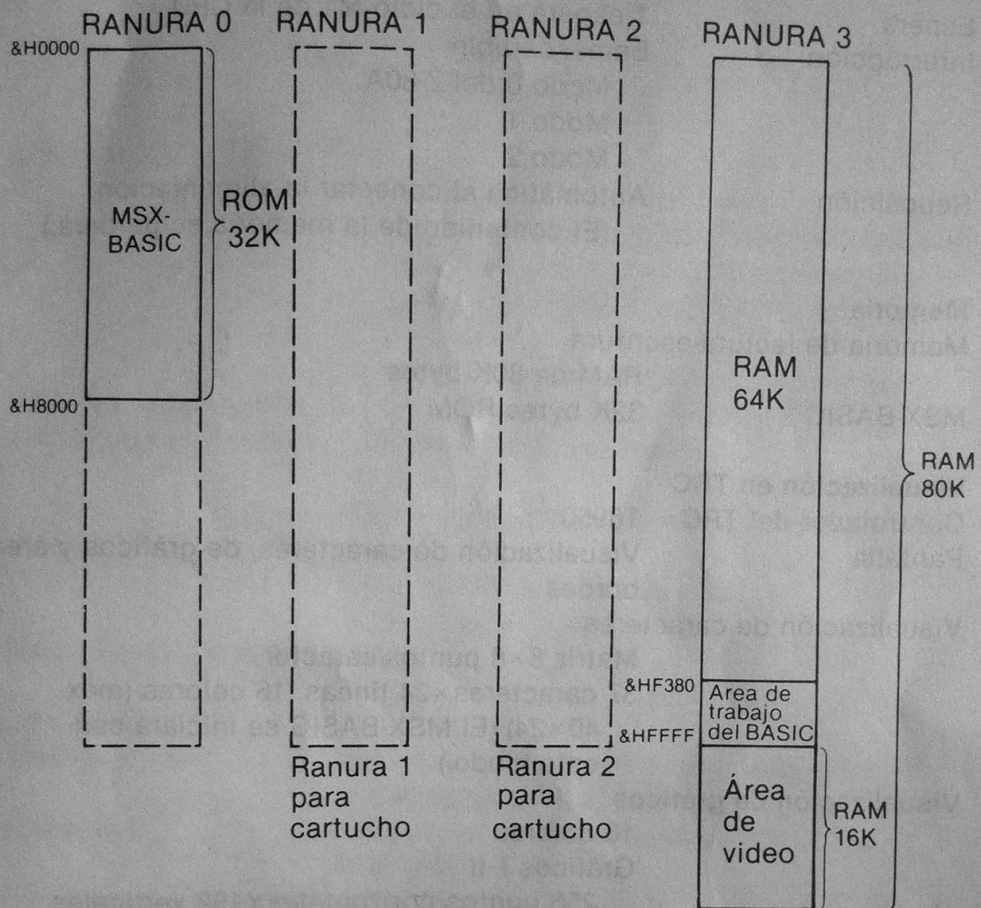 RANURA 0
RANURA 1
RANURA 2
RANURA 3
&H0000
MSX-
BASIC
ROM
32K
&H8000
RAM
64K
RAM
80K
&HF380
Area de
trabajo
del BASIC
&HFFFF
Ranura 1
para
cartucho
Ranura 2
para
cartucho
Área
de
video
RAM
16K